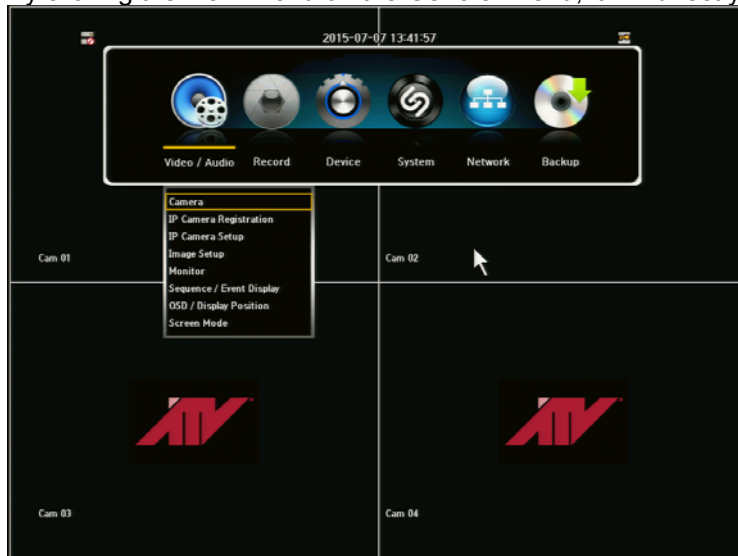 2015-07-07 13:41:57
Video / Audio Record Device System Network Backup
Camera
IP Camera Registration
IP Camera Setup
Image Setup
Monitor
Sequence / Event Display
OSD / Display Position
Screen Mode
Cam 01 Cam 02
ATV ATV
Cam 03 Cam 04